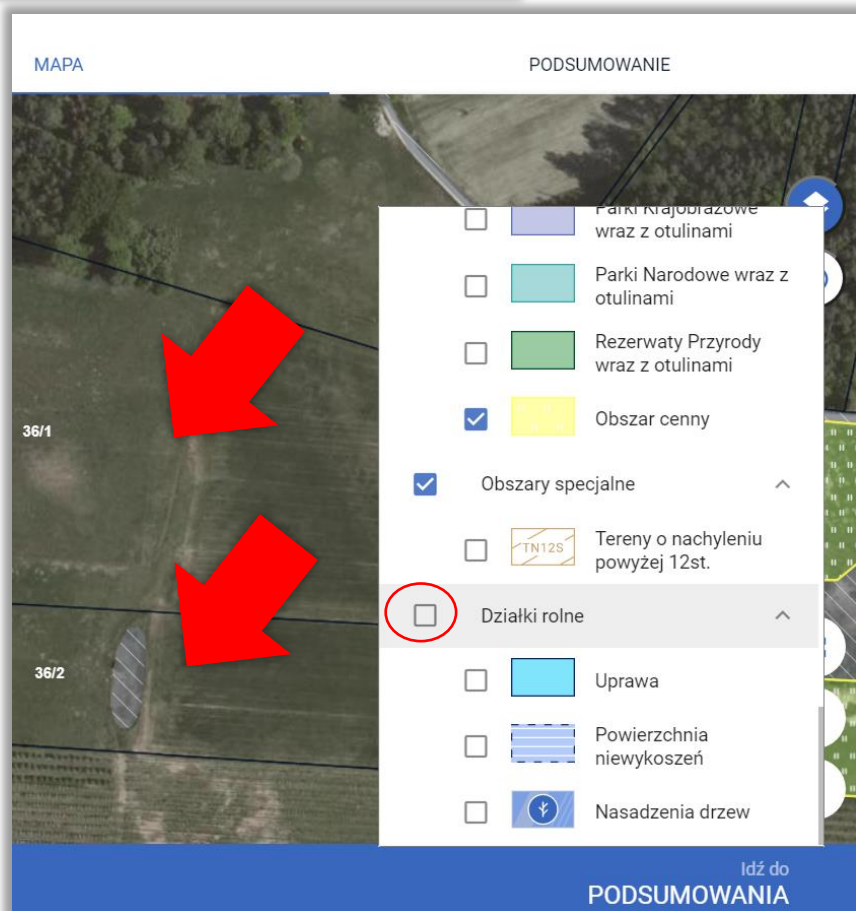 MAPA
PODSUMOWANIE
Parki Krajobrazowe
wraz z otulinami
Parki Narodowe wraz z
otulinami
Rezerwaty Przyrody
wraz z otulinami
36/1
Obszar cenny
Obszary specjalne
TN12S
Tereny o nachyleniu
powyżej 12st.
Działki rolne
36/2
Uprawa
Powierzchnia
niewykoszeń
Nasadzenia drzew
Idź do
PODSUMOWANIA